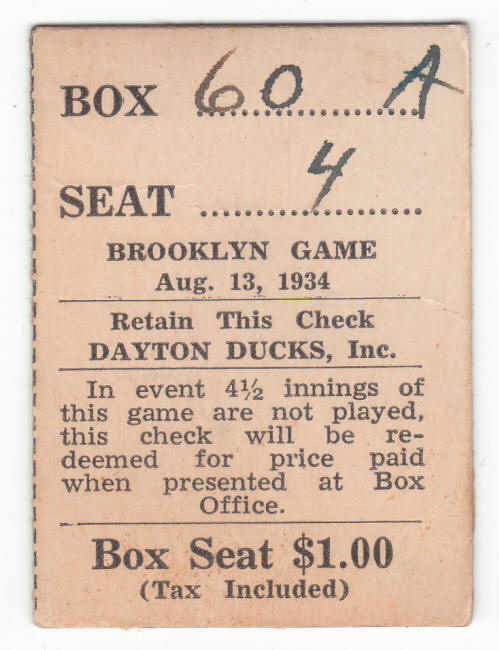 BOX 60 A
SEAT 4
BROOKLYN GAME
Aug. 13, 1934
Retain This Check
DAYTON DUCKS, Inc.
In event 4½ innings of
this game are not played,
this check will be re-
deemed for price paid
when presented at Box
Office.
Box Seat $1.00
(Tax Included)